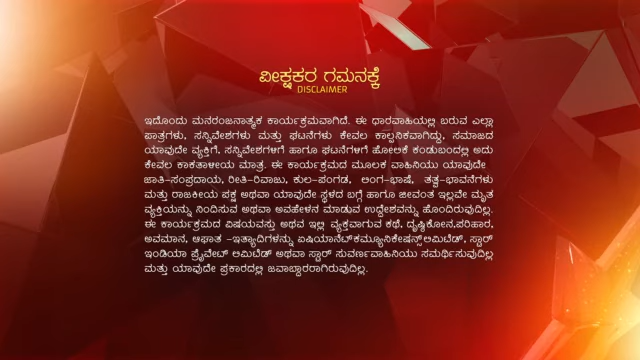 ವೀಕ್ಷಕರ ಗಮನಕ್ಕೆ
DISCLAIMER
ಇದೊಂದು ಮನರಂಜನಾತ್ಮಕ ಕಾರ್ಯಕ್ರಮವಾಗಿದೆ. ಈ ಧಾರವಾಹಿಯಲ್ಲಿ ಬರುವ ಎಲ್ಲಾ
ಪಾತ್ರಗಳು, ಸನ್ನಿವೇಶಗಳು ಮತ್ತು ಘಟನೆಗಳು ಕೇವಲ ಕಾಲ್ಪನಿಕವಾಗಿದ್ದು, ಸಮಾಜದ
ಯಾವುದೇ ವ್ಯಕ್ತಿಗೆ, ಸನ್ನಿವೇಶಗಳಿಗೆ ಹಾಗೂ ಘಟನೆಗಳಿಗೆ ಹೋಲಿಕೆ ಕಂಡುಬಂದಲ್ಲಿ ಅದು
ಕೇವಲ ಕಾಕತಾಳೀಯ ಮಾತ್ರ. ಈ ಕಾರ್ಯಕ್ರಮದ ಮೂಲಕ ವಾಹಿನಿಯು ಯಾವುದೇ
ಜಾತಿ-ಸಂಪ್ರದಾಯ, ರೀತಿ-ರಿವಾಜು, ಕುಲ-ಪಂಗಡ, ಲಿಂಗ-ಭಾಷೆ, ತತ್ವ-ಭಾವನೆಗಳು
ಮತ್ತು ರಾಜಕೀಯ ಪಕ್ಷ ಅಥವಾ ಯಾವುದೇ ಸ್ಥಳದ ಬಗ್ಗೆ ಹಾಗೂ ಜೀವಂತ ಇಲ್ಲವೇ ಮೃತ
ವ್ಯಕ್ತಿಯನ್ನು ನಿಂದಿಸುವ ಅಥವಾ ಅವಹೇಳನ ಮಾಡುವ ಉದ್ದೇಶವನ್ನು ಹೊಂದಿರುವುದಿಲ್ಲ.
ಈ ಕಾರ್ಯಕ್ರಮದ ವಿಷಯವಸ್ತು ಅಥವ ಇಲ್ಲಿ ವ್ಯಕ್ತವಾಗುವ ಕಥೆ, ದೃಷ್ಠಿಕೋನ,ಪರಿಹಾರ,
ಅವಮಾನ, ಆಘಾತ -ಇತ್ಯಾದಿಗಳನ್ನು ಏಷಿಯಾನೆಟ್‌ಕಮ್ಯೂನಿಕೇಷನ್ಸ್‌ಲಿಮಿಟೆಡ್, ಸ್ಟಾರ್
ಇಂಡಿಯಾ ಪ್ರೈವೇಟ್ ಲಿಮಿಟೆಡ್ ಅಥವಾ ಸ್ಟಾರ್ ಸುವರ್ಣವಾಹಿನಿಯು ಸಮರ್ಥಿಸುವುದಿಲ್ಲ
ಮತ್ತು ಯಾವುದೇ ಪ್ರಕಾರದಲ್ಲಿ ಜವಾಬ್ದಾರರಾಗಿರುವುದಿಲ್ಲ.